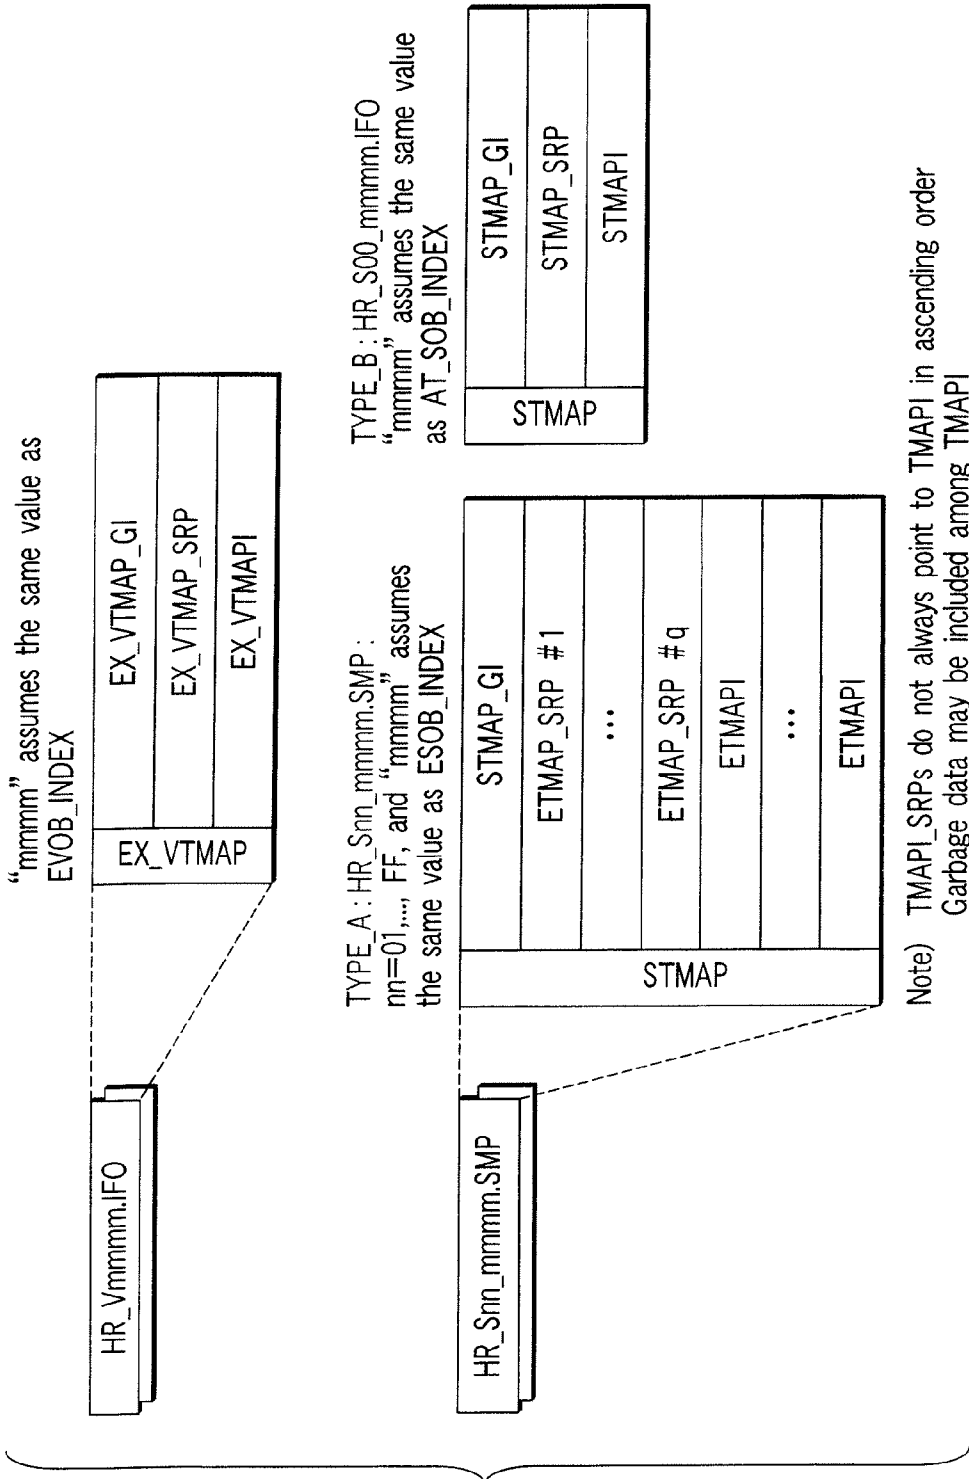 HR_Vmmmm.IFO
“mmmm” assumes the same value as
EVOB_INDEX
EX_VTMAP
EX_VTMAP_GI
EX_VTMAP_SRP
EX_VTMAPI
HR_Snn_mmmm.SMP
TYPE_A : HR_Snn_mmmm.SMP :
nn=01,..., FF, and “mmmm” assumes
the same value as ESOB_INDEX
STMAP
STMAP_GI
ETMAP_SRP #1
...
ETMAP_SRP #q
ETMAPI
...
ETMAPI
TYPE_B : HR_S00_mmmm.IFO
“mmmm” assumes the same value
as AT_SOB_INDEX
STMAP
STMAP_GI
STMAP_SRP
STMAPI
Note) TMAPI_SRPs do not always point to TMAPI in ascending order
Garbage data may be included among TMAPI